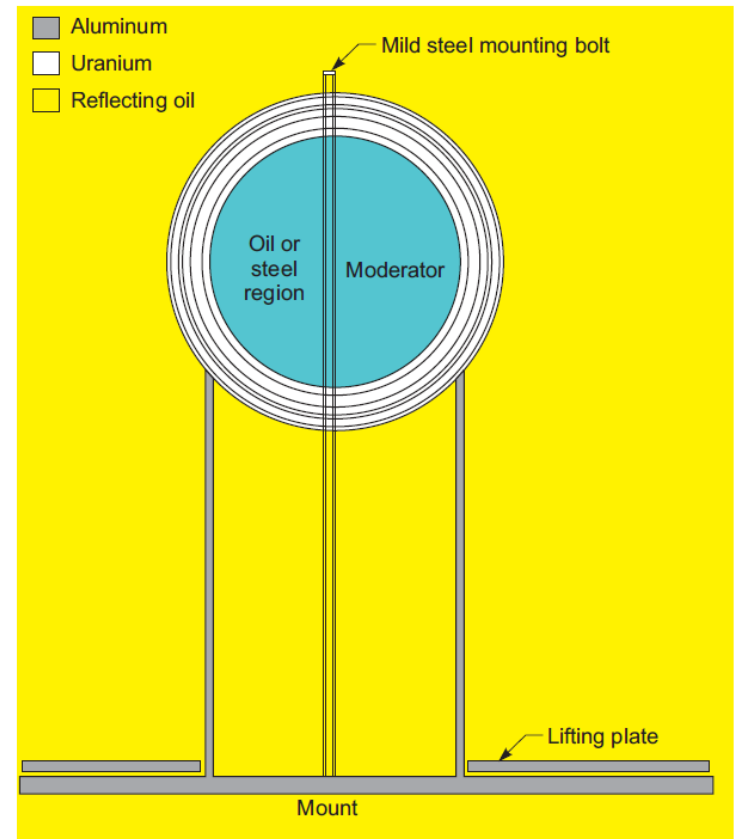 Aluminum
Uranium
Reflecting oil
Mild steel mounting bolt
Oil or
steel
region
Moderator
Lifting plate
Mount